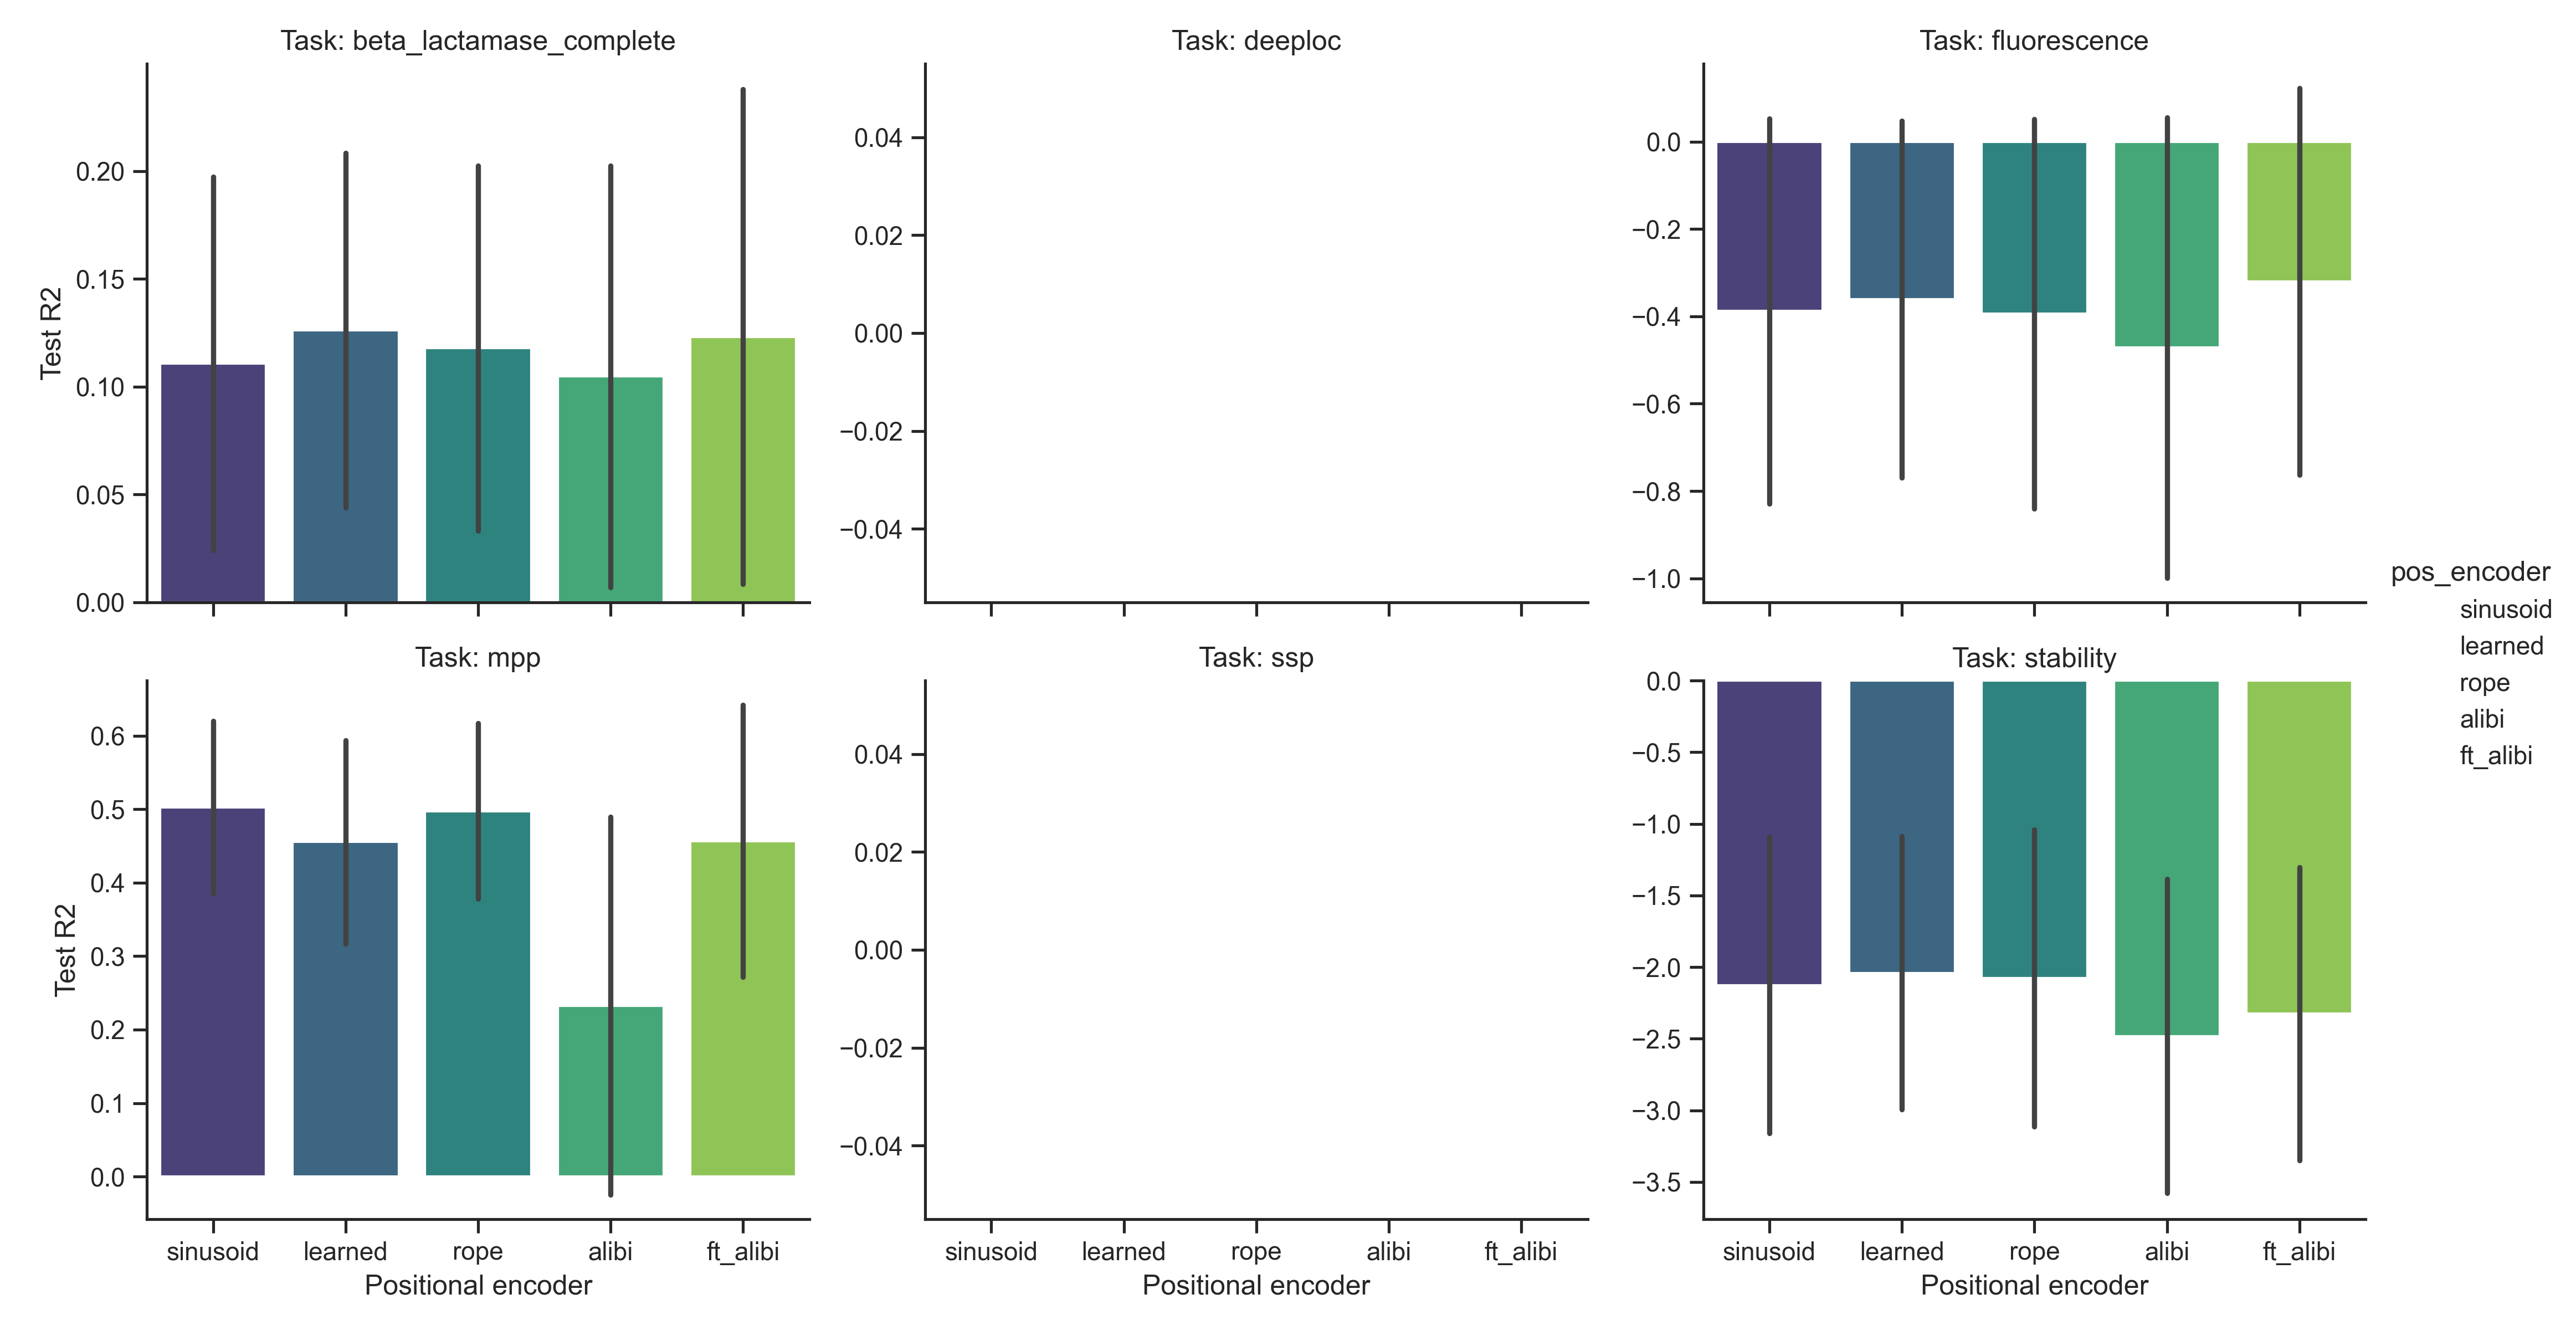 Task: beta_lactamase_complete
Test R2
0.20
0.15
0.10
0.05
0.00
Task: deeploc
0.04
0.02
0.00
−0.02
−0.04
Task: fluorescence
0.0
−0.2
−0.4
−0.6
−0.8
−1.0
Task: mpp
Test R2
0.6
0.5
0.4
0.3
0.2
0.1
0.0
sinusoid learned rope alibi ft_alibi
Positional encoder
Task: ssp
0.04
0.02
0.00
−0.02
−0.04
sinusoid learned rope alibi ft_alibi
Positional encoder
Task: stability
0.0
−0.5
−1.0
−1.5
−2.0
−2.5
−3.0
−3.5
sinusoid learned rope alibi ft_alibi
Positional encoder
pos_encoder
sinusoid
learned
rope
alibi
ft_alibi